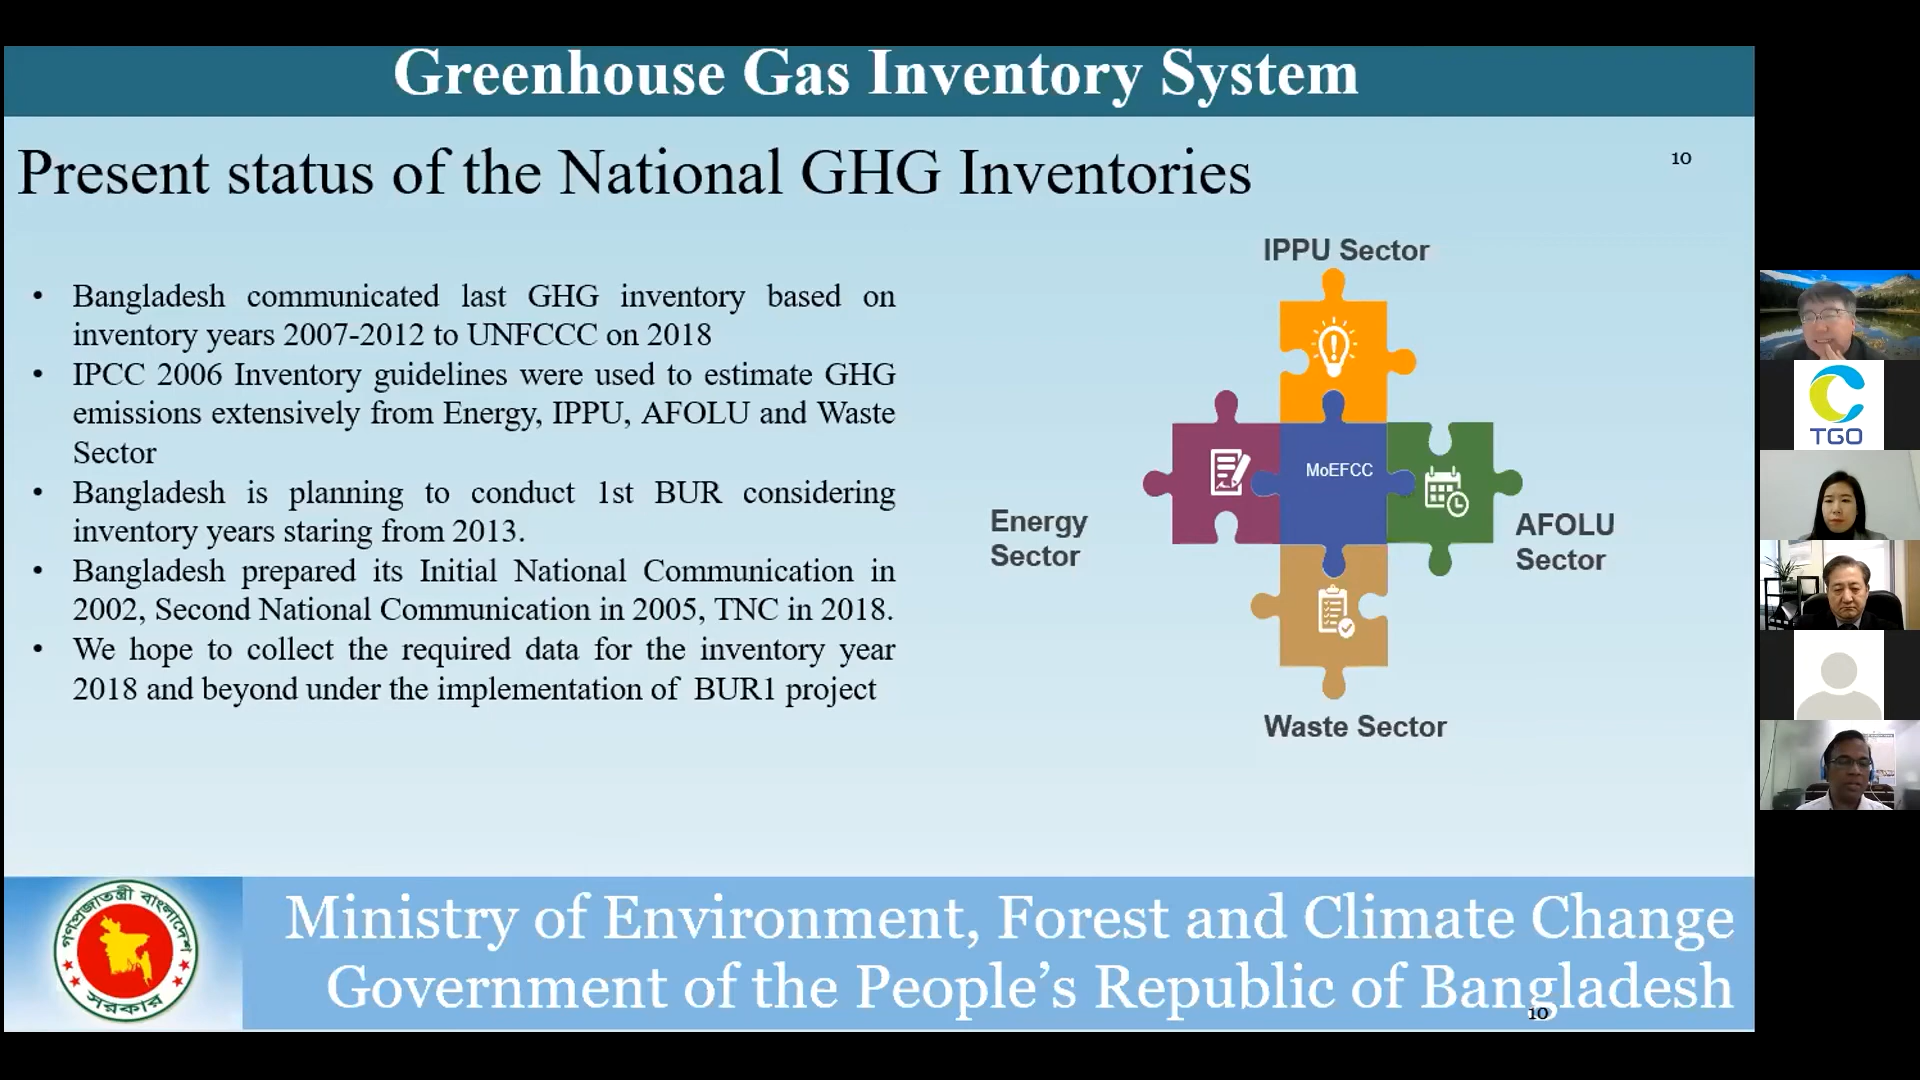 Greenhouse Gas Inventory System
Present status of the National GHG Inventories
10
• Bangladesh communicated last GHG inventory based on
inventory years 2007-2012 to UNFCCC on 2018
• IPCC 2006 Inventory guidelines were used to estimate GHG
emissions extensively from Energy, IPPU, AFOLU and Waste
Sector
• Bangladesh is planning to conduct 1st BUR considering
inventory years staring from 2013.
• Bangladesh prepared its Initial National Communication in
2002, Second National Communication in 2005, TNC in 2018.
• We hope to collect the required data for the inventory year
2018 and beyond under the implementation of BUR1 project
IPPU Sector
MoEFCC
Energy
Sector
AFOLU
Sector
Waste Sector
TGO
গণপ্রজাতন্ত্রী বাংলাদেশ
সরকার
Ministry of Environment, Forest and Climate Change
Government of the People’s Republic of Bangladesh
10